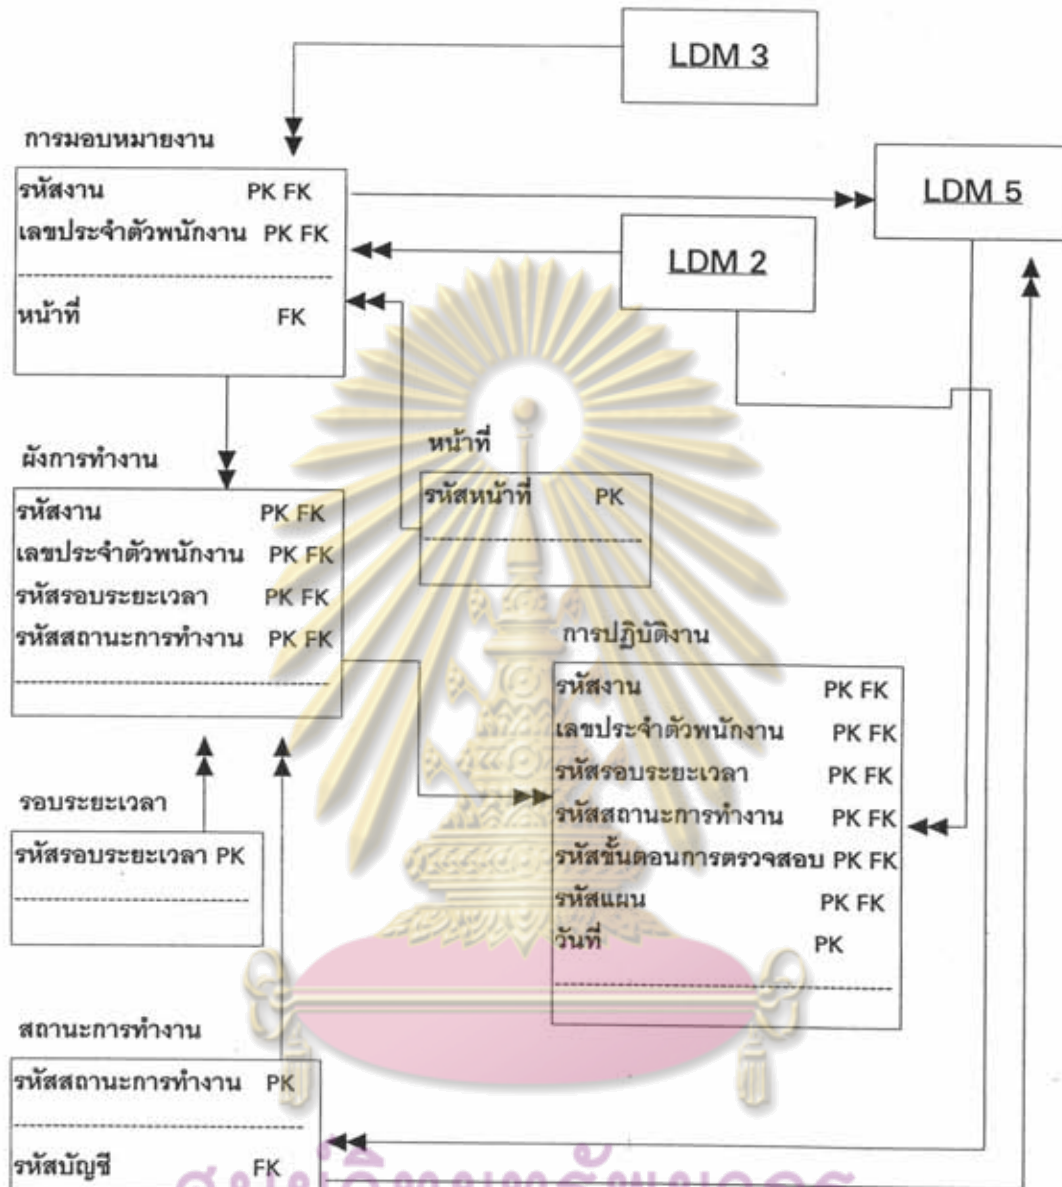 LDM 3
การมอบหมายงาน
รหัสงาน PK FK
เลขประจำตัวพนักงาน PK FK
หน้าที่ FK
LDM 5
LDM 2
ผังการทำงาน
รหัสงาน PK FK
เลขประจำตัวพนักงาน PK FK
รหัสรอบระยะเวลา PK FK
รหัสสถานะการทำงาน PK FK
หน้าที่
รหัสหน้าที่ PK
การปฏิบัติงาน
รหัสงาน PK FK
เลขประจำตัวพนักงาน PK FK
รหัสรอบระยะเวลา PK FK
รหัสสถานะการทำงาน PK FK
รหัสขั้นตอนการตรวจสอบ PK FK
รหัสแผน PK FK
วันที่ PK
รอบระยะเวลา
รหัสรอบระยะเวลา PK
สถานะการทำงาน
รหัสสถานะการทำงาน PK
รหัสบัญชี FK